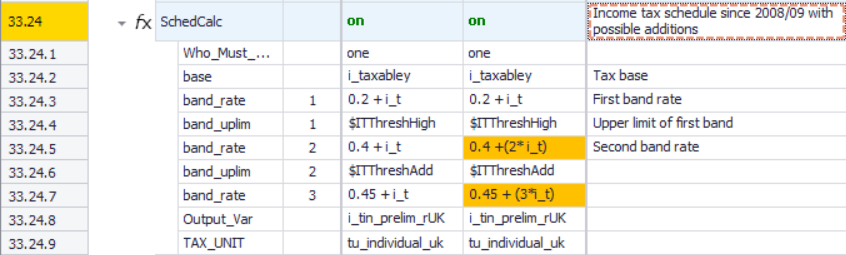 33.24 fx SchedCalc on on Income tax schedule since 2008/09 with
possible additions
33.24.1 Who_Must_... one one
33.24.2 base i_taxabley i_taxabley Tax base
33.24.3 band_rate 1 0.2 + i_t 0.2 + i_t First band rate
33.24.4 band_uplim 1 $ITThreshHigh $ITThreshHigh Upper limit of first band
33.24.5 band_rate 2 0.4 + i_t 0.4 +(2* i_t) Second band rate
33.24.6 band_uplim 2 $ITThreshAdd $ITThreshAdd
33.24.7 band_rate 3 0.45 + i_t 0.45 + (3*i_t)
33.24.8 Output_Var i_tin_prelim_rUK i_tin_prelim_rUK
33.24.9 TAX_UNIT tu_individual_uk tu_individual_uk